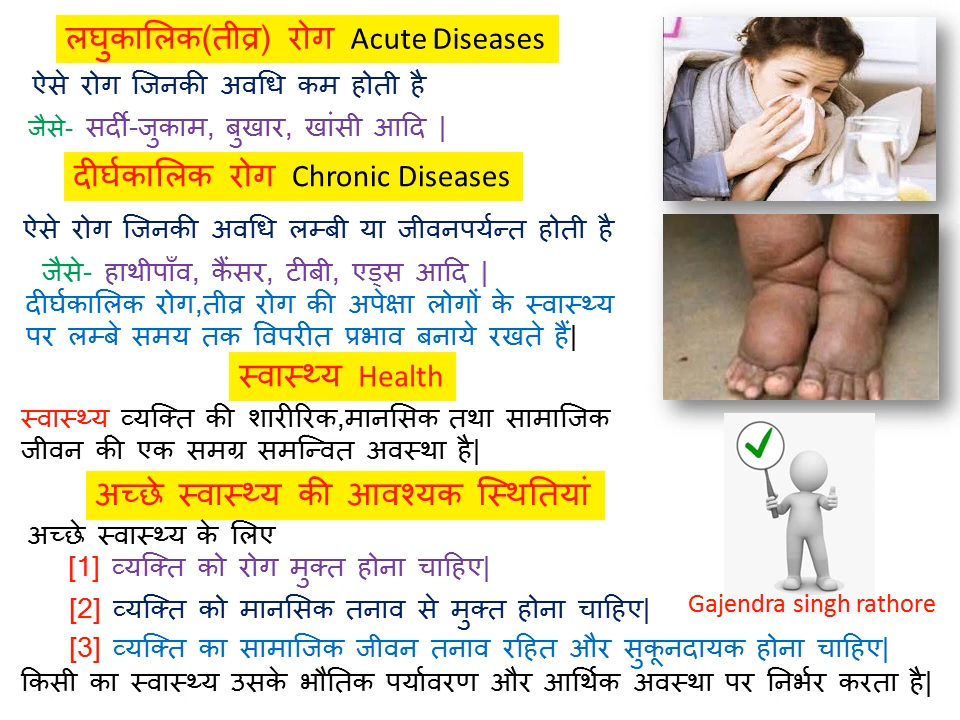 लघुकालिक(तीव्र) रोग Acute Diseases
ऐसे रोग जिनकी अवधि कम होती है
जैसे- सर्दी-जुकाम, बुखार, खांसी आदि |
दीर्घकालिक रोग Chronic Diseases
ऐसे रोग जिनकी अवधि लम्बी या जीवनपर्यन्त होती है
जैसे- हाथीपाँव, कैंसर, टीबी, एड्स आदि |
दीर्घकालिक रोग,तीव्र रोग की अपेक्षा लोगों के स्वास्थ्य
पर लम्बे समय तक विपरीत प्रभाव बनाये रखते हैं|
स्वास्थ्य Health
स्वास्थ्य व्यक्ति की शारीरिक,मानसिक तथा सामाजिक
जीवन की एक समग्र समन्वित अवस्था है|
अच्छे स्वास्थ्य की आवश्यक स्थितियां
अच्छे स्वास्थ्य के लिए
[1] व्यक्ति को रोग मुक्त होना चाहिए|
[2] व्यक्ति को मानसिक तनाव से मुक्त होना चाहिए|
Gajendra singh rathore
[3] व्यक्ति का सामाजिक जीवन तनाव रहित और सुकूनदायक होना चाहिए|
किसी का स्वास्थ्य उसके भौतिक पर्यावरण और आर्थिक अवस्था पर निर्भर करता है|